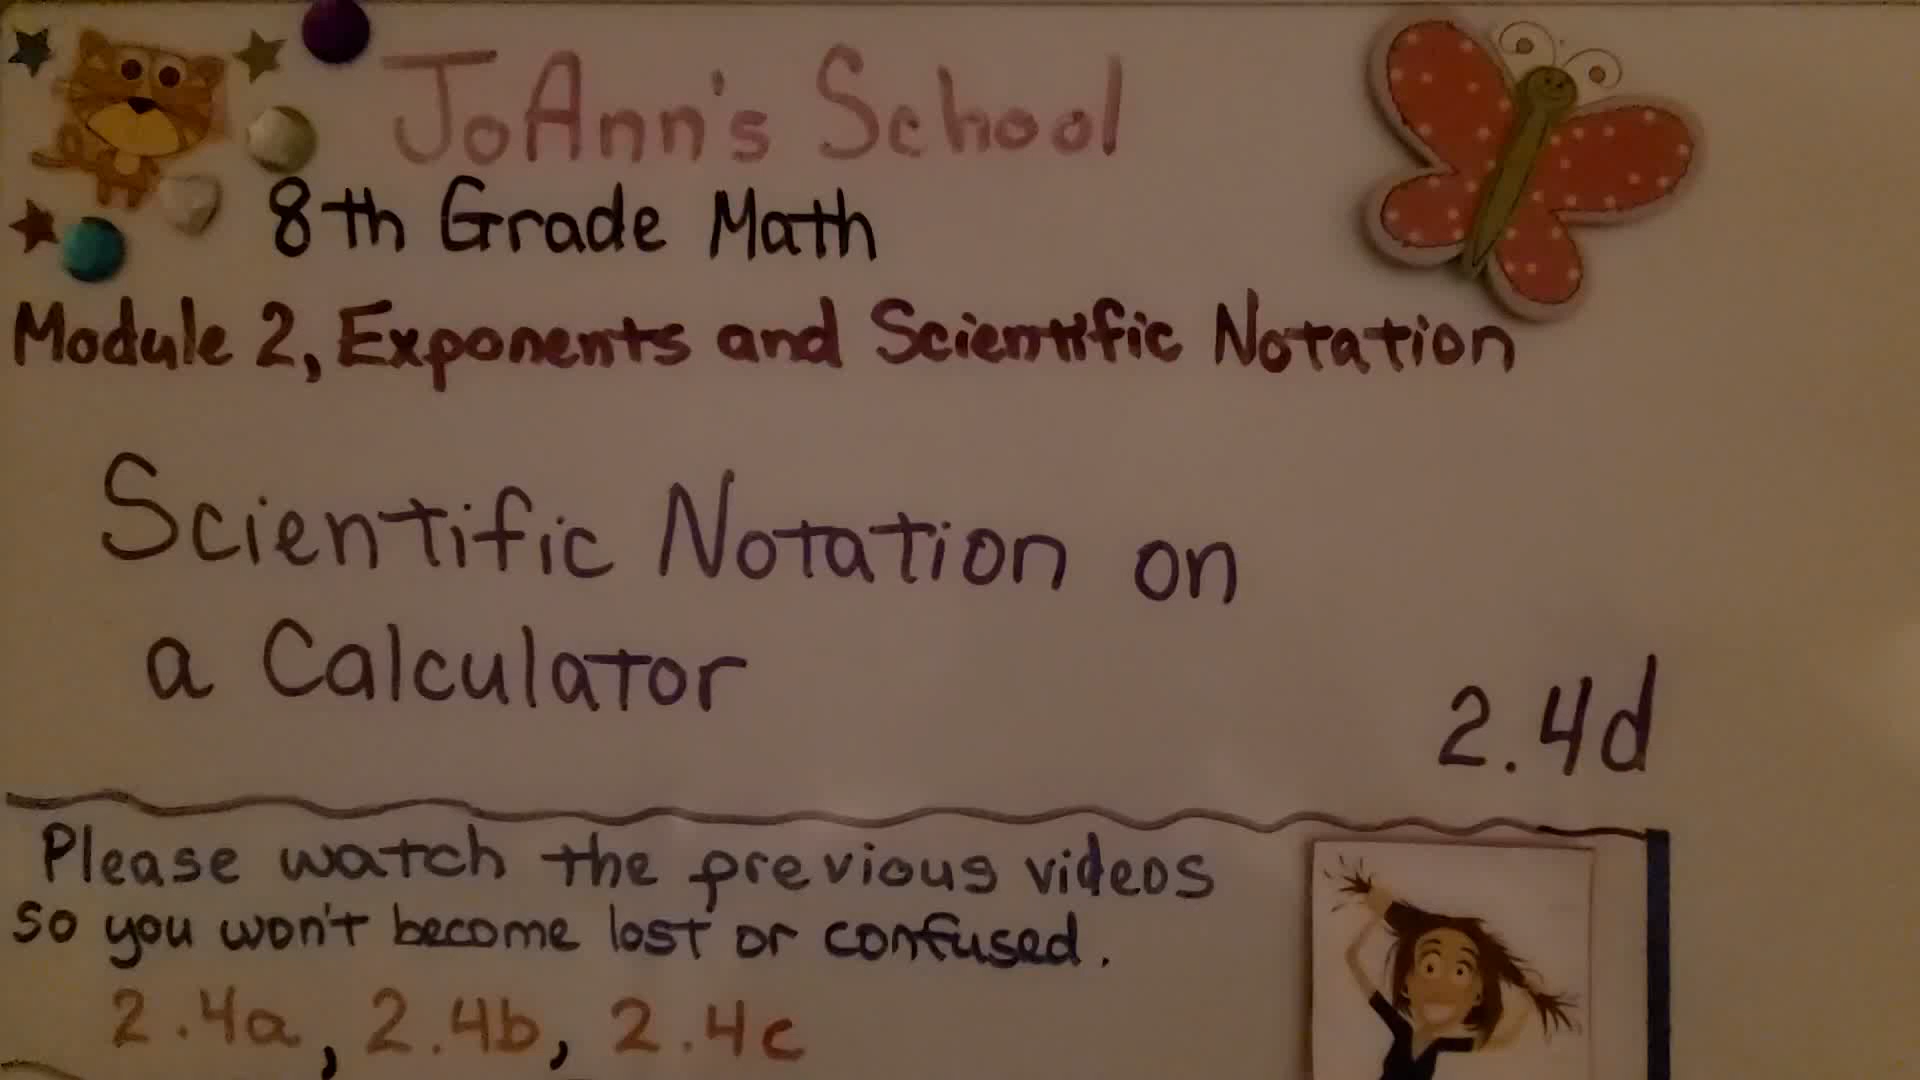 JoAnn's School
8th Grade Math
Module 2, Exponents and Scientific Notation
Scientific Notation on
a Calculator
2.4d
Please watch the previous videos
so you won't become lost or confused.
2.4a, 2.4b, 2.4c